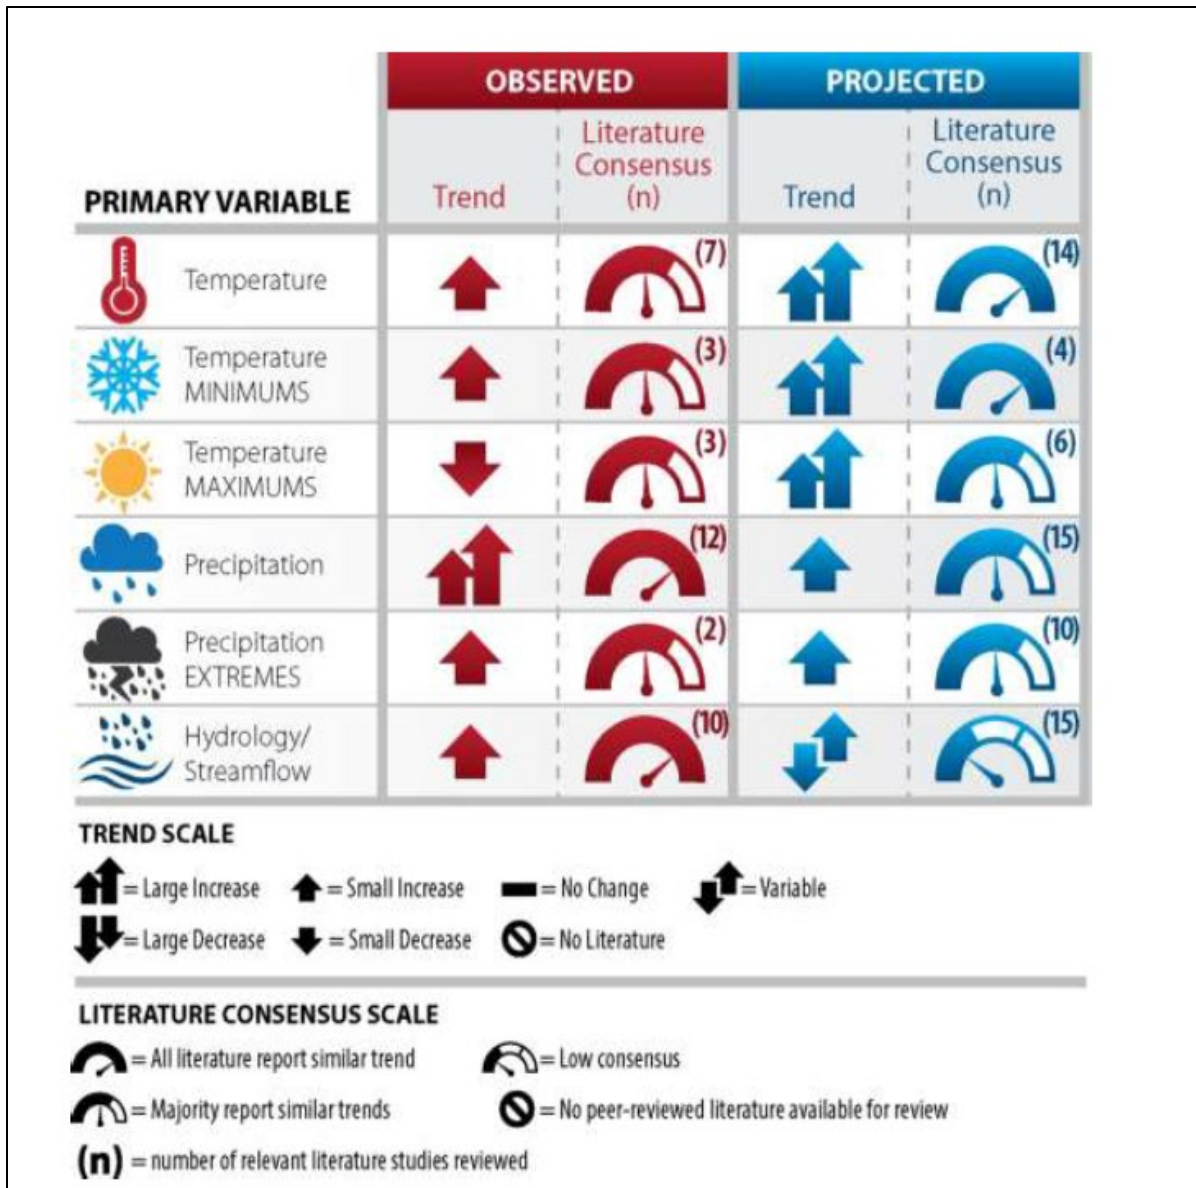 OBSERVED PROJECTED
PRIMARY VARIABLE Trend Literature Consensus (n) Trend Literature Consensus (n)
Temperature (7) (14)
Temperature MINIMUMS (3) (4)
Temperature MAXIMUMS (3) (6)
Precipitation (12) (15)
Precipitation EXTREMES (2) (10)
Hydrology/ Streamflow (10) (15)
TREND SCALE
= Large Increase = Small Increase = No Change = Variable
= Large Decrease = Small Decrease = No Literature
LITERATURE CONSENSUS SCALE
= All literature report similar trend = Low consensus
= Majority report similar trends = No peer-reviewed literature available for review
(n) = number of relevant literature studies reviewed